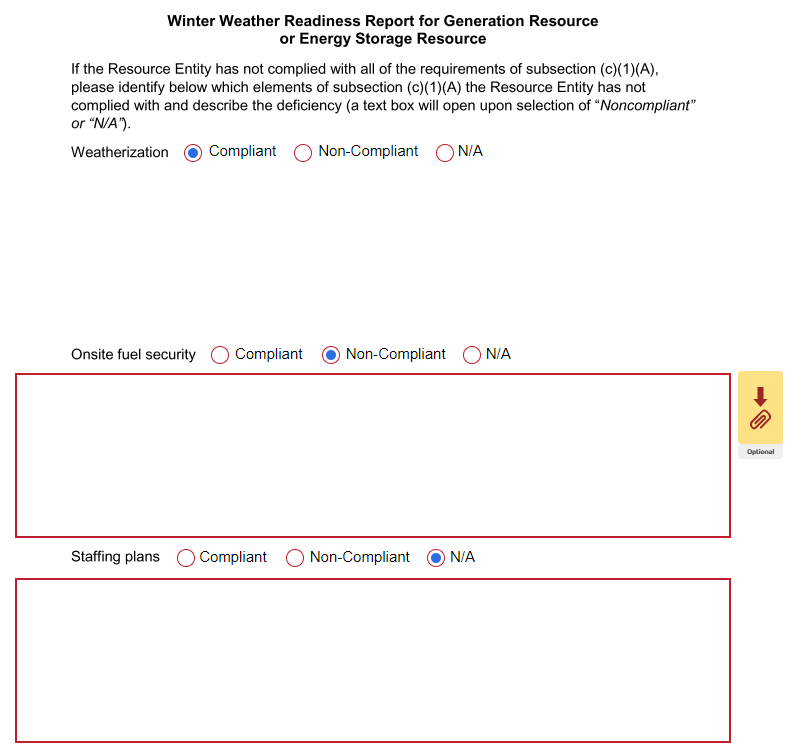 Winter Weather Readiness Report for Generation Resource
or Energy Storage Resource
If the Resource Entity has not complied with all of the requirements of subsection (c)(1)(A),
please identify below which elements of subsection (c)(1)(A) the Resource Entity has not
complied with and describe the deficiency (a text box will open upon selection of “Noncompliant”
or “N/A”).
Weatherization Compliant Non-Compliant N/A
Onsite fuel security Compliant Non-Compliant N/A
Optional
Staffing plans Compliant Non-Compliant N/A